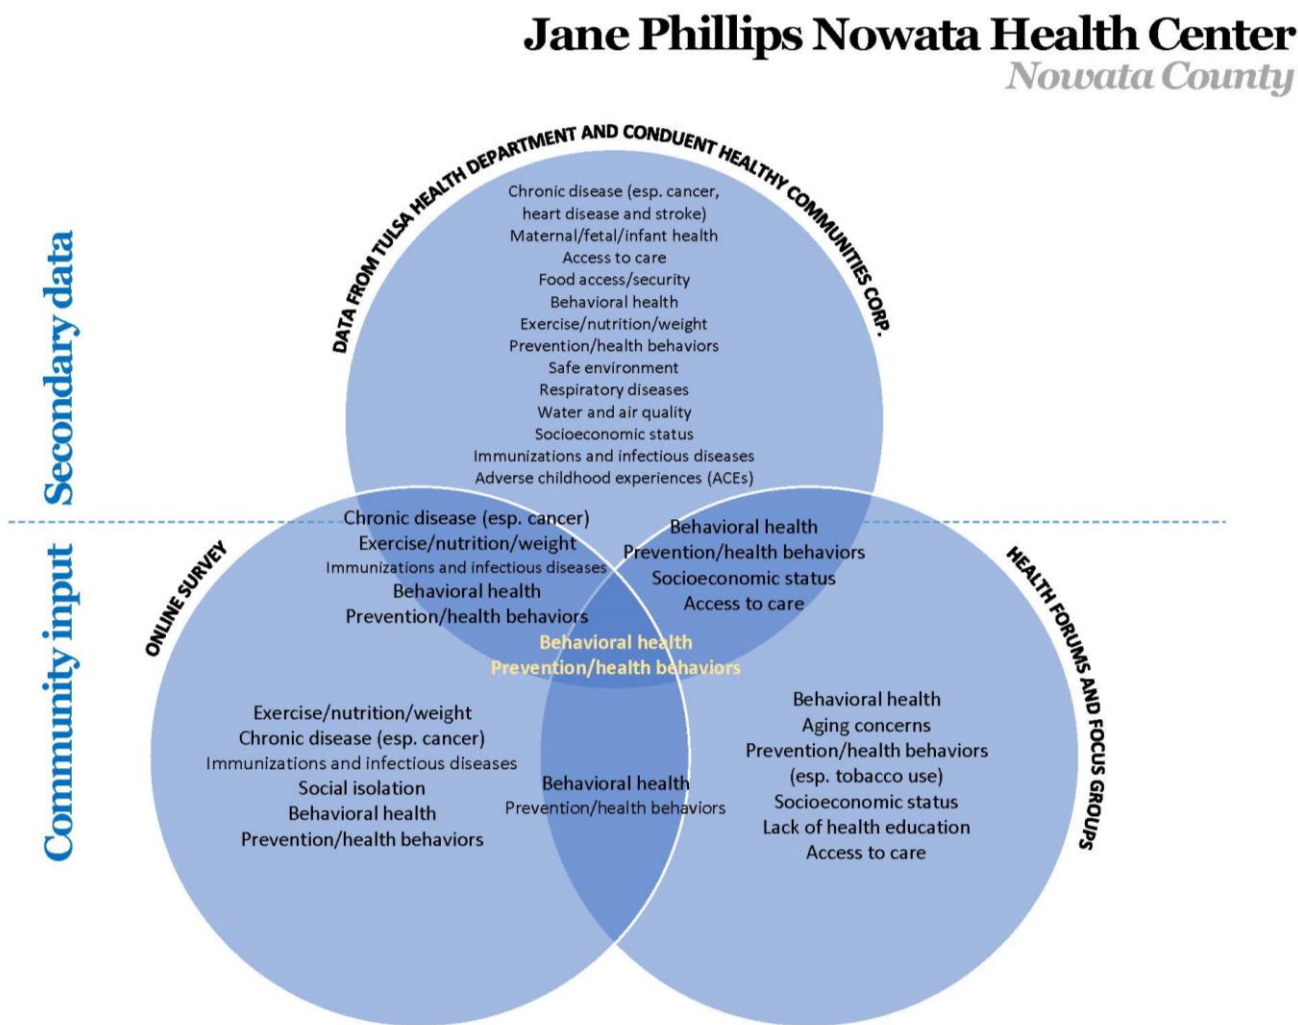 Jane Phillips Nowata Health Center
Nowata County
DATA FROM TULSA HEALTH DEPARTMENT AND CONDUENT HEALTHY COMMUNITIES CORP.
Secondary data
Chronic disease (esp. cancer,
heart disease and stroke)
Maternal/fetal/infant health
Access to care
Food access/security
Behavioral health
Exercise/nutrition/weight
Prevention/health behaviors
Safe environment
Respiratory diseases
Water and air quality
Socioeconomic status
Immunizations and infectious diseases
Adverse childhood experiences (ACEs)
Community input
ONLINE SURVEY
Chronic disease (esp. cancer)
Exercise/nutrition/weight
Immunizations and infectious diseases
Behavioral health
Prevention/health behaviors
Behavioral health
Prevention/health behaviors
Socioeconomic status
Access to care
HEALTH FORUMS AND FOCUS GROUPS
Behavioral health
Prevention/health behaviors
Exercise/nutrition/weight
Chronic disease (esp. cancer)
Immunizations and infectious diseases
Social isolation
Behavioral health
Prevention/health behaviors
Behavioral health
Prevention/health behaviors
Behavioral health
Aging concerns
Prevention/health behaviors
(esp. tobacco use)
Socioeconomic status
Lack of health education
Access to care